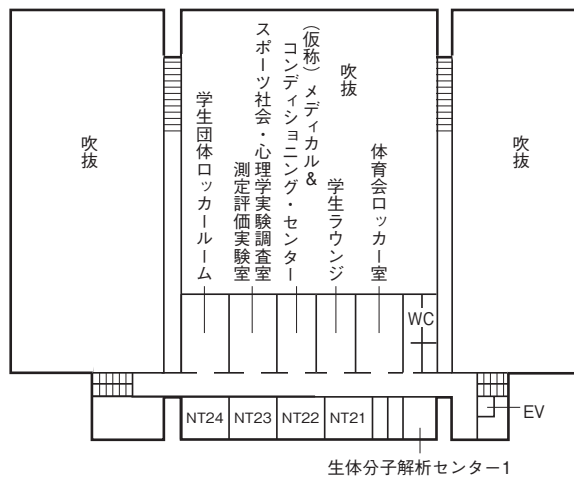 吹抜
学生団体ロッカールーム
測定評価実験室
スポーツ社会・心理学実験調査室
コンディショニング・センター
（仮称）メディカル＆
学生ラウンジ
吹抜
体育会ロッカー室
吹抜
WC
NT24
NT23
NT22
NT21
EV
生体分子解析センター1